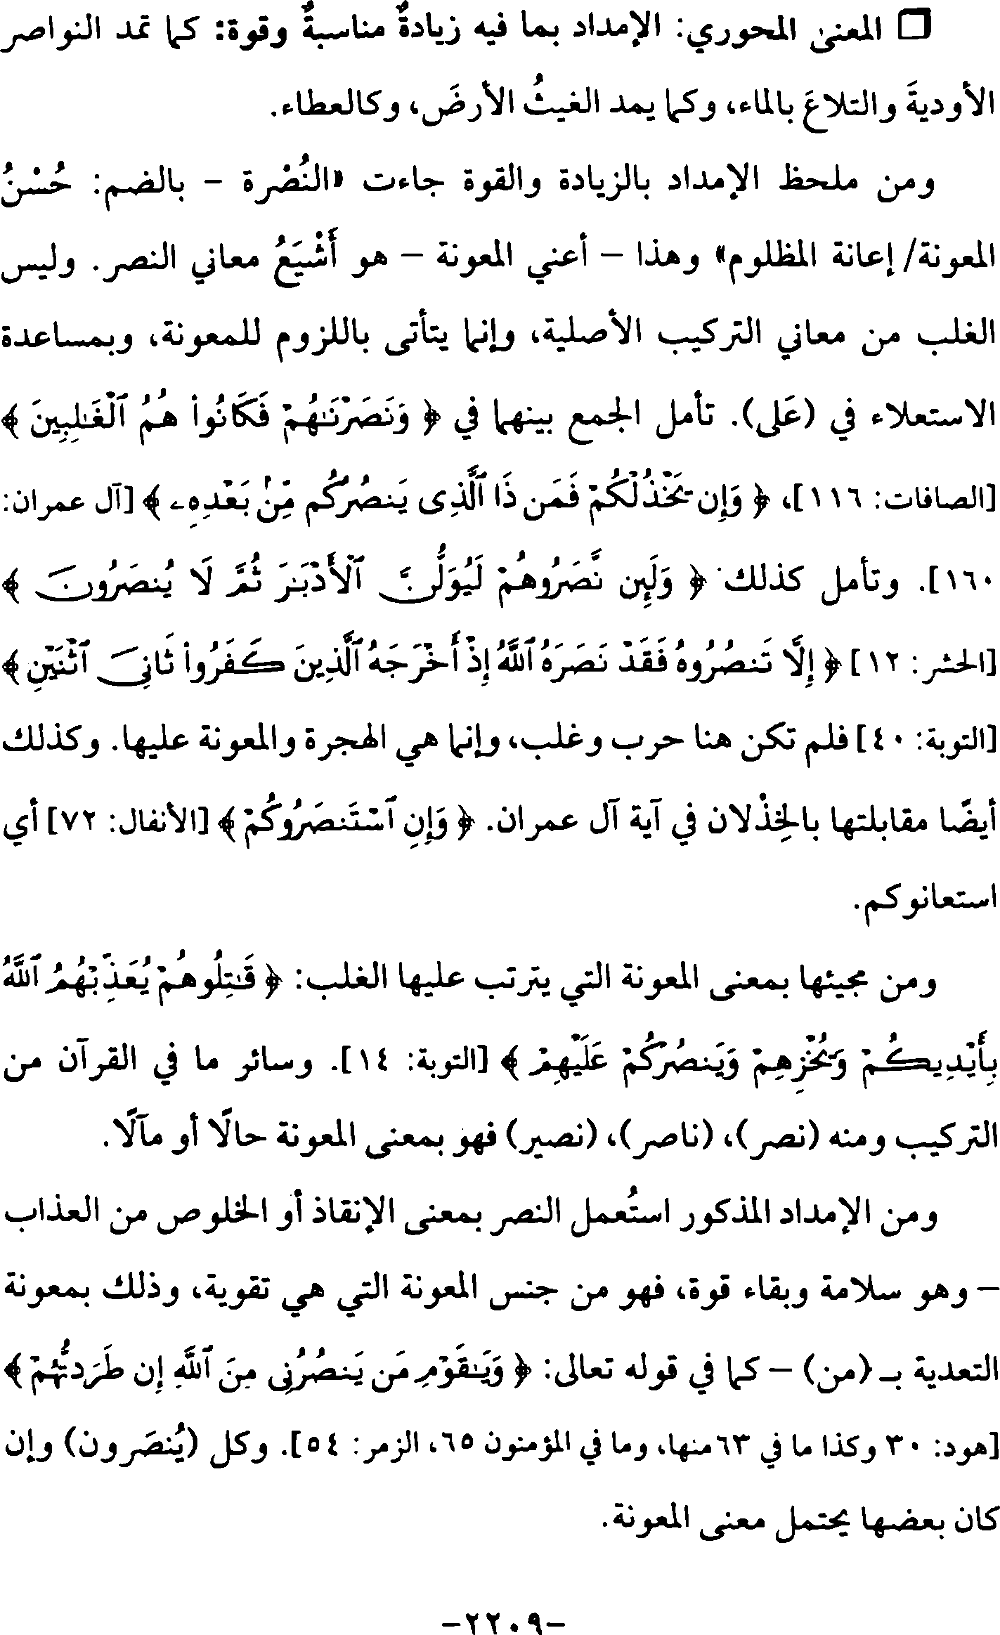 ❒ المعنى المحوري: الإمداد بما فيه زيادةٌ مناسبةٌ وقوة: كما تمد النواصر
الأوديةَ والتلاعَ بالماء، وكما يمد الغيثُ الأرضَ، وكالعطاء.
ومن ملحظ الإمداد بالزيادة والقوة جاءت «النُصْرة – بالضم: حُسْنُ
المعونة/ إعانة المظلوم» وهذا – أعني المعونة – هو أَشْيَعُ معاني النصر. وليس
الغلب من معاني التركيب الأصلية، وإنما يتأتى باللزوم للمعونة، وبمساعدة
الاستعلاء في (عَلى). تأمل الجمع بينهما في ﴿ وَنَصَرْنَـٰهُمْ فَكَانُوا۟ هُمُ ٱلْغَـٰلِبِينَ ﴾
[الصافات: ١١٦]، ﴿ وَإِن يَخْذُلْكُمْ فَمَن ذَا ٱلَّذِى يَنصُرُكُم مِّنۢ بَعْدِهِۦ ﴾ [آل عمران:
١٦٠]. وتأمل كذلك ﴿ وَلَئِن نَّصَرُوهُمْ لَيُوَلُّنَّ ٱلْأَدْبَـٰرَ ثُمَّ لَا يُنصَرُونَ ﴾
[الحشر: ١٢] ﴿ إِلَّا تَنصُرُوهُ فَقَدْ نَصَرَهُ ٱللَّهُ إِذْ أَخْرَجَهُ ٱلَّذِينَ كَفَرُوا۟ ثَانِىَ ٱثْنَيْنِ ﴾
[التوبة: ٤٠] فلم تكن هنا حرب وغلب، وإنما هي الهجرة والمعونة عليها. وكذلك
أيضًا مقابلتها بالخِذْلان في آية آل عمران. ﴿ وَإِنِ ٱسْتَنصَرُوكُمْ ﴾ [الأنفال: ٧٢] أي
استعانوكم.
ومن مجيئها بمعنى المعونة التي يترتب عليها الغلب: ﴿ قَـٰتِلُوهُمْ يُعَذِّبْهُمُ ٱللَّهُ
بِأَيْدِيكُمْ وَيُخْزِهِمْ وَيَنصُرْكُمْ عَلَيْهِمْ ﴾ [التوبة: ١٤]. وسائر ما في القرآن من
التركيب ومنه (نصر)، (ناصر)، (نصير) فهو بمعنى المعونة حالًا أو مآلًا.
ومن الإمداد المذكور استُعمل النصر بمعنى الإنقاذ أو الخلوص من العذاب
– وهو سلامة وبقاء قوة، فهو من جنس المعونة التي هي تقوية، وذلك بمعونة
التعدية بـ (من) – كما في قوله تعالى: ﴿ وَيَـٰقَوْمِ مَن يَنصُرُنِى مِنَ ٱللَّهِ إِن طَرَدتُّهُمْ ﴾
[هود: ٣٠ وكذا ما في ٦٣ منها، وما في المؤمنون ٦٥، الزمر: ٥٤]. وكل (يُنصَرون) وإن
كان بعضها يحتمل معنى المعونة.
-٢٢٠٩-